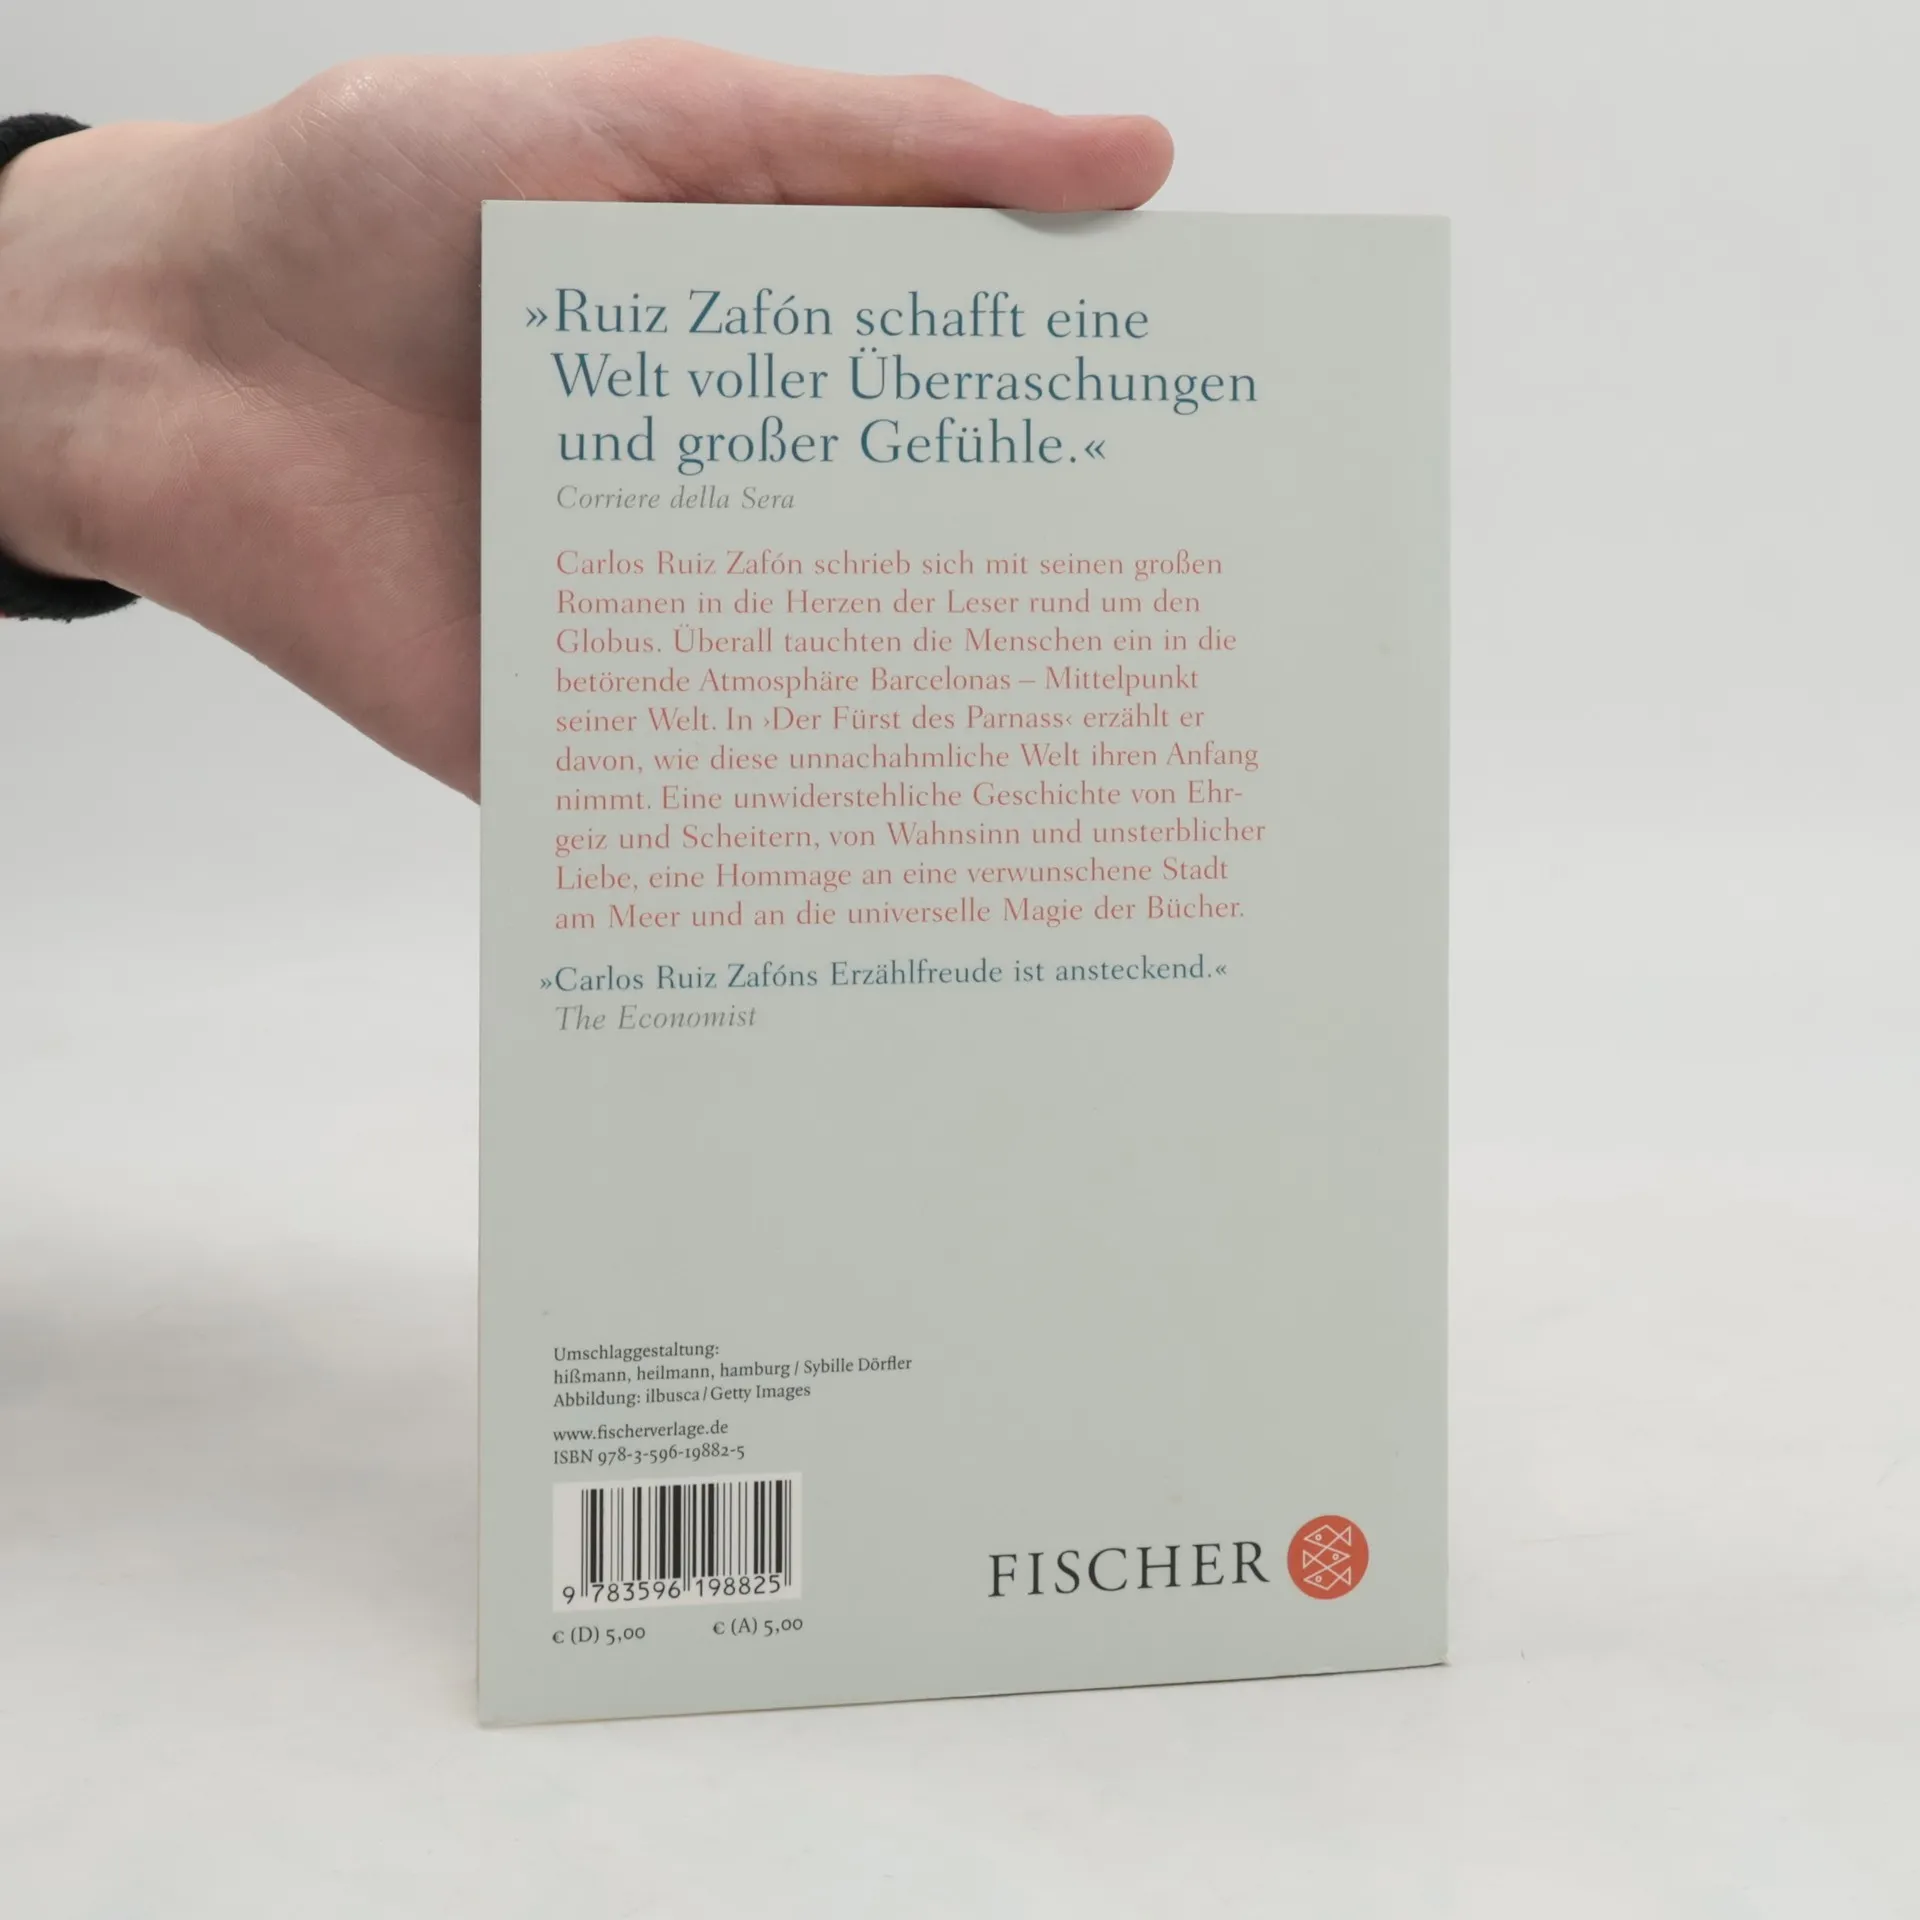 »Ruiz Zafón schafft eine
Welt voller Überraschungen
und großer Gefühle.«
Corriere della Sera
Carlos Ruiz Zafón schrieb sich mit seinen großen
Romanen in die Herzen der Leser rund um den
Globus. Überall tauchten die Menschen ein in die
betörende Atmosphäre Barcelonas – Mittelpunkt
seiner Welt. In ›Der Fürst des Parnass‹ erzählt er
davon, wie diese unnachahmliche Welt ihren Anfang
nimmt. Eine unwiderstehliche Geschichte von Ehr-
geiz und Scheitern, von Wahnsinn und unsterblicher
Liebe, eine Hommage an eine verwunschene Stadt
am Meer und an die universelle Magie der Bücher.
»Carlos Ruiz Zafóns Erzählfreude ist ansteckend.«
The Economist
Umschlaggestaltung:
hißmann, heilmann, hamburg / Sybille Dörfler
Abbildung: ilbusca / Getty Images
www.fischerverlage.de
ISBN 978-3-596-19882-5
9 783596 198825
€ (D) 5,00 € (A) 5,00
FISCHER